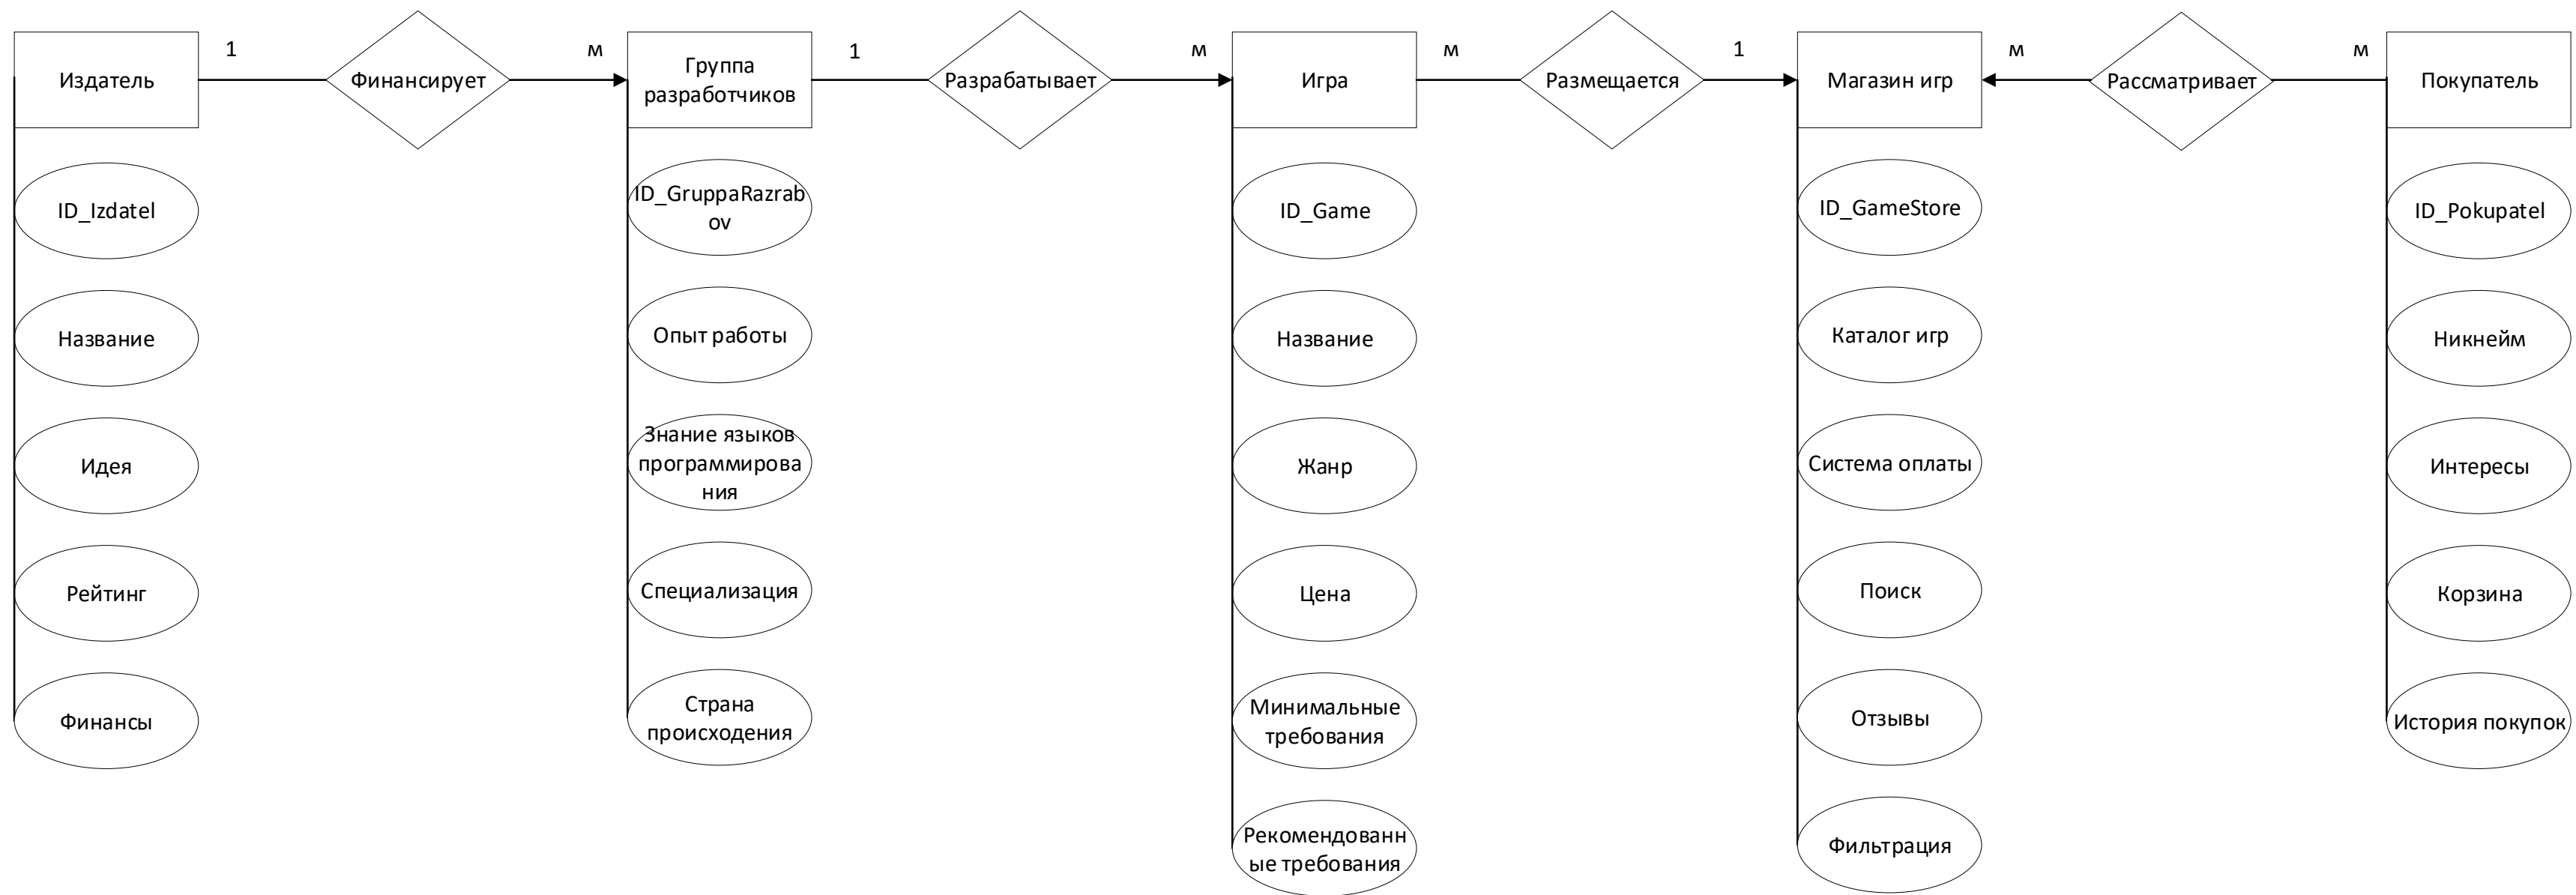 Издатель
1
Финансирует
м
Группа
разработчиков
1
Разрабатывает
м
Игра
м
Размещается
1
Магазин игр
м
Рассматривает
м
Покупатель
ID_Izdatel
Название
Идея
Рейтинг
Финансы
ID_GruppaRazrab
ov
Опыт работы
Знание языков
программирова
ния
Специализация
Страна
происходения
ID_Game
Название
Жанр
Цена
Минимальные
требования
Рекомендованн
ые требования
ID_GameStore
Каталог игр
Система оплаты
Поиск
Отзывы
Фильтрация
ID_Pokupatel
Никнейм
Интересы
Корзина
История покупок